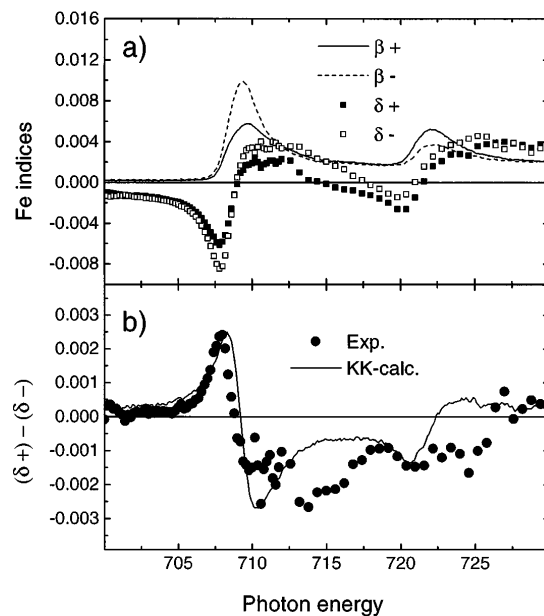 0.016
0.012
0.008
0.004
0.000
-0.004
-0.008
Fe indices
a)
β +
β -
δ +
δ -
0.003
0.002
0.001
0.000
-0.001
-0.002
-0.003
(δ +) – (δ –)
b)
Exp.
KK-calc.
705 710 715 720 725
Photon energy